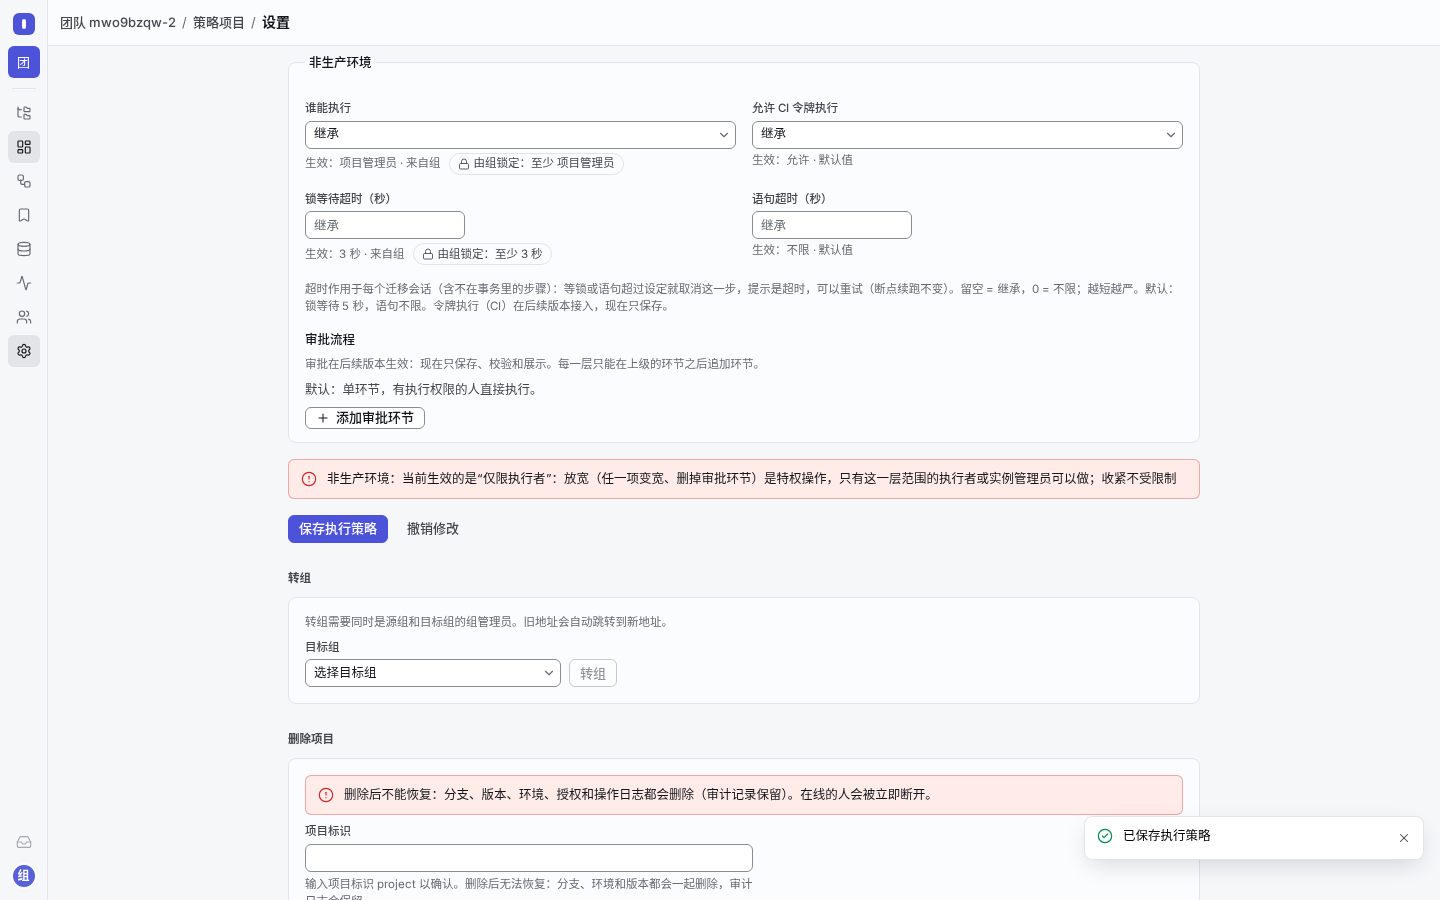 团队 mwo9bzqw-2 / 策略项目 / 设置
团
非生产环境
谁能执行
允许 CI 令牌执行
继承
继承
生效：项目管理员 · 来自组
由组锁定：至少 项目管理员
生效：允许 · 默认值
锁等待超时（秒）
语句超时（秒）
继承
继承
生效：3 秒 · 来自组
由组锁定：至少 3 秒
生效：不限 · 默认值
超时作用于每个迁移会话（含不在事务里的步骤）：等锁或语句超过设定就取消这一步，提示是超时，可以重试（断点续跑不变）。留空 = 继承，0 = 不限；越短越严。默认：
锁等待 5 秒，语句不限。令牌执行（CI）在后续版本接入，现在只保存。
审批流程
审批在后续版本生效：现在只保存、校验和展示。每一层只能在上级的环节之后追加环节。
默认：单环节，有执行权限的人直接执行。
添加审批环节
非生产环境：当前生效的是“仅限执行者”：放宽（任一项变宽、删掉审批环节）是特权操作，只有这一层范围的执行者或实例管理员可以做；收紧不受限制
保存执行策略
撤销修改
转组
转组需要同时是源组和目标组的组管理员。旧地址会自动跳转到新地址。
目标组
选择目标组
转组
删除项目
删除后不能恢复：分支、版本、环境、授权和操作日志都会删除（审计记录保留）。在线的人会被立即断开。
项目标识
已保存执行策略
输入项目标识 project 以确认。删除后无法恢复：分支、环境和版本都会一起删除，审计
日志会保留
组